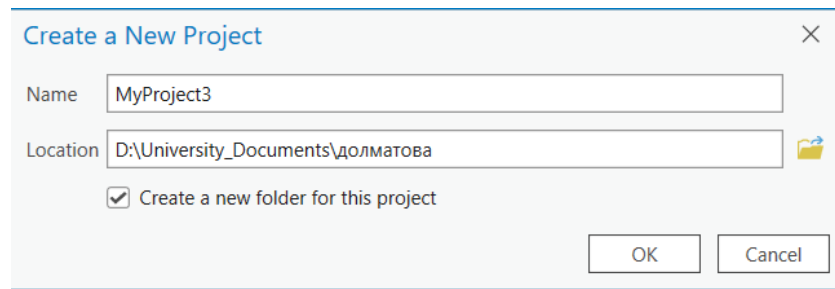 Create a New Project
Name MyProject3
Location D:\University_Documents\долматова
Create a new folder for this project
OK Cancel